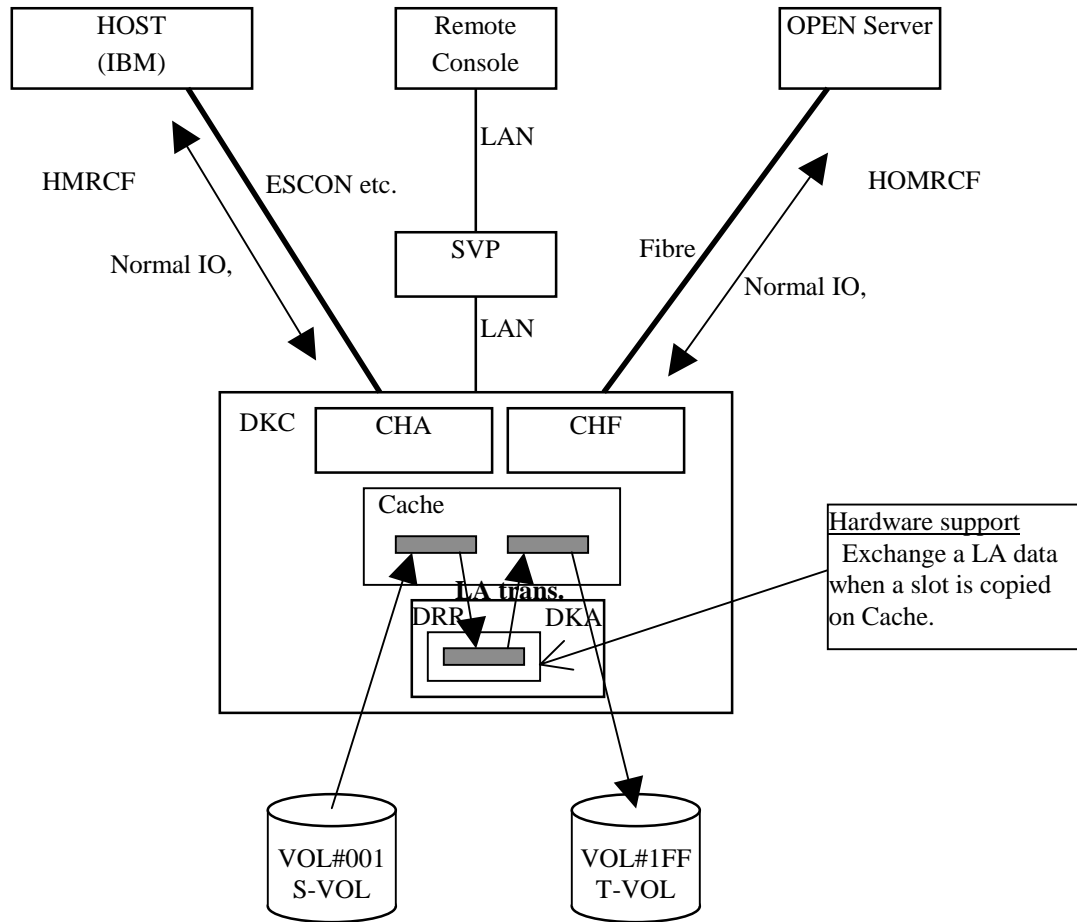 HOST
(IBM)
Remote
Console
OPEN Server
LAN
HMRCF
ESCON etc.
HOMRCF
SVP
Fibre
Normal IO,
Normal IO,
LAN
DKC
CHA
CHF
Cache
Hardware support
Exchange a LA data
when a slot is copied
on Cache.
LA trans.
DRR
DKA
VOL#001
S-VOL
VOL#1FF
T-VOL